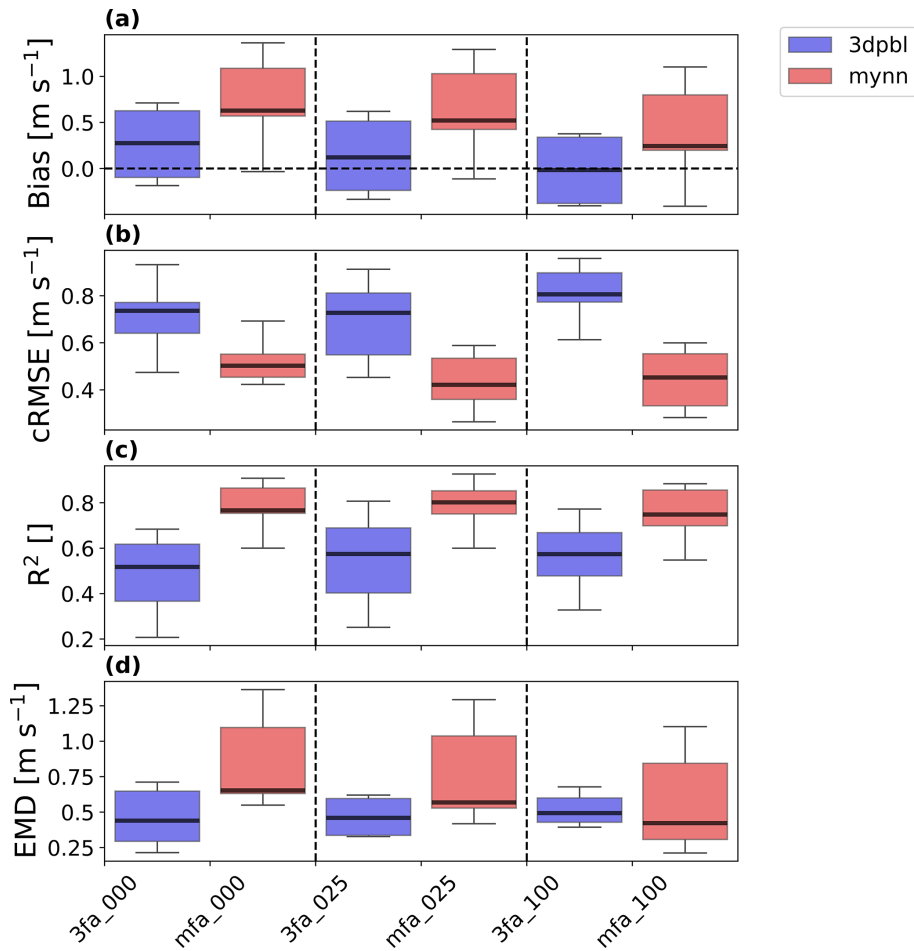 (a)
Bias [m s⁻¹]
1.0
0.5
0.0
3dpbl
mynn
(b)
cRMSE [m s⁻¹]
0.8
0.6
0.4
(c)
R² []
0.8
0.6
0.4
0.2
(d)
EMD [m s⁻¹]
1.25
1.0
0.75
0.5
0.25
3fa_000
mfa_000
3fa_025
mfa_025
3fa_100
mfa_100